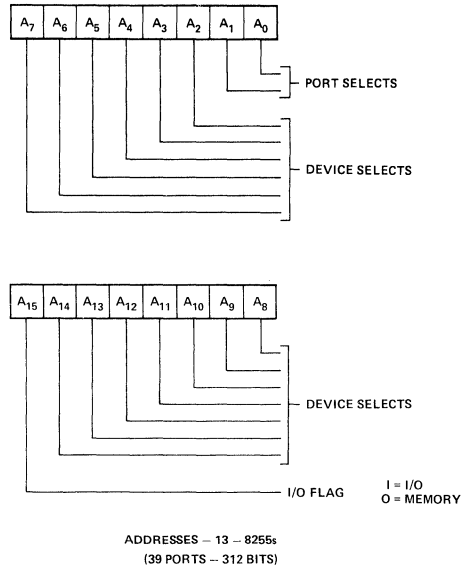 A7 A6 A5 A4 A3 A2 A1 A0
PORT SELECTS
DEVICE SELECTS
A15 A14 A13 A12 A11 A10 A9 A8
DEVICE SELECTS
I/O FLAG
I = I/O
O = MEMORY
ADDRESSES – 13 – 8255s
(39 PORTS – 312 BITS)